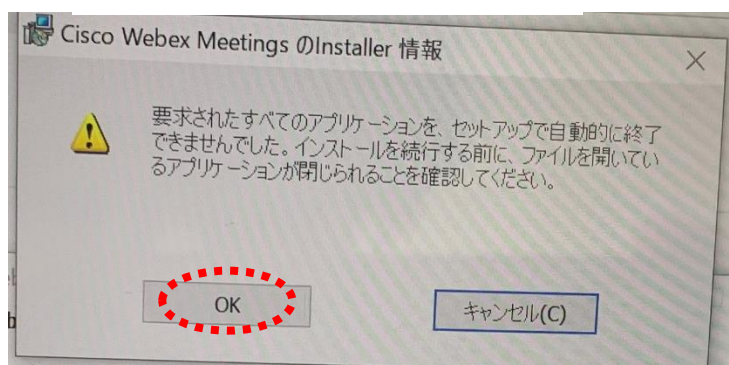 Cisco Webex Meetings のInstaller 情報
要求されたすべてのアプリケーションを、セットアップで自動的に終了
できませんでした。インストールを続行する前に、ファイルを開いてい
るアプリケーションが閉じられることを確認してください。
OK
キャンセル(C)